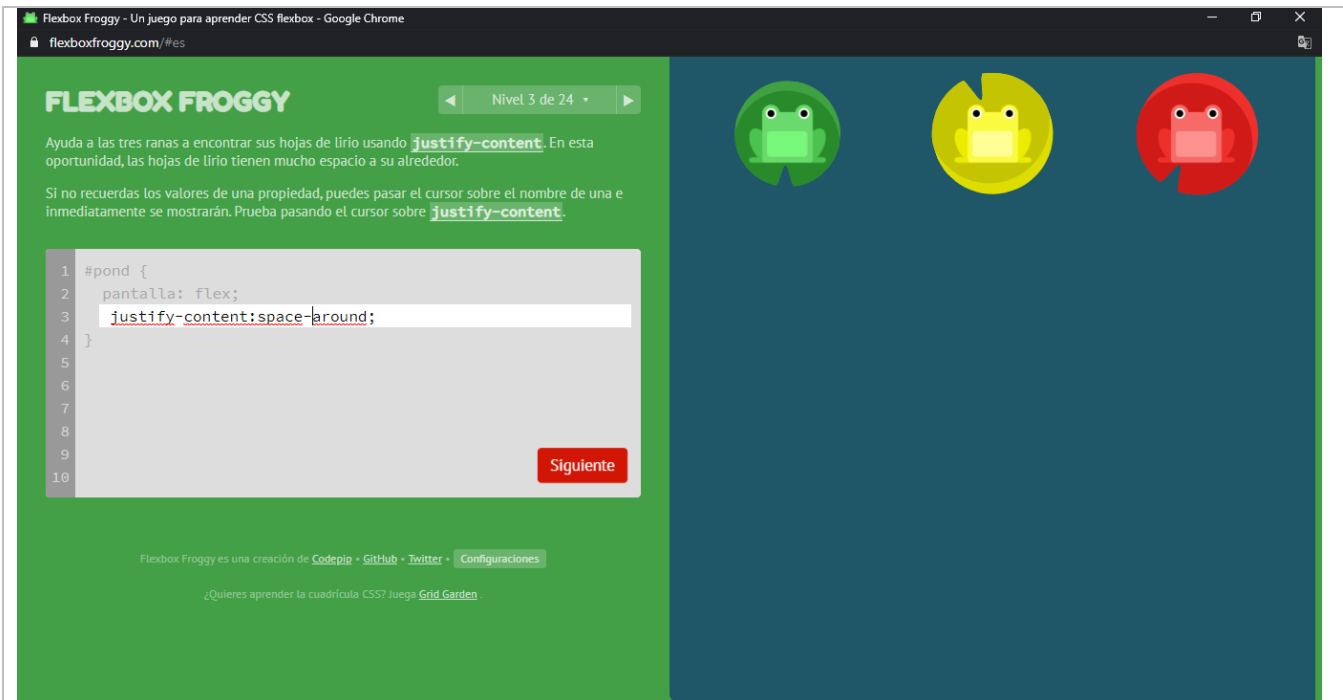 Flexbox Froggy - Un juego para aprender CSS flexbox - Google Chrome
flexboxfroggy.com/#es
FLEXBOX FROGGY
Nivel 3 de 24
Ayuda a las tres ranas a encontrar sus hojas de lirio usando justify-content. En esta
oportunidad, las hojas de lirio tienen mucho espacio a su alrededor.
Si no recuerdas los valores de una propiedad, puedes pasar el cursor sobre el nombre de una e
inmediatamente se mostrarán. Prueba pasando el cursor sobre justify-content.
1 #pond {
2 pantalla: flex;
3 justify-content:space-around;
4 }
5
6
7
8
9
10
Siguiente
Flexbox Froggy es una creación de Codepip • GitHub • Twitter • Configuraciones
¿Quieres aprender la cuadrícula CSS? Juega Grid Garden .